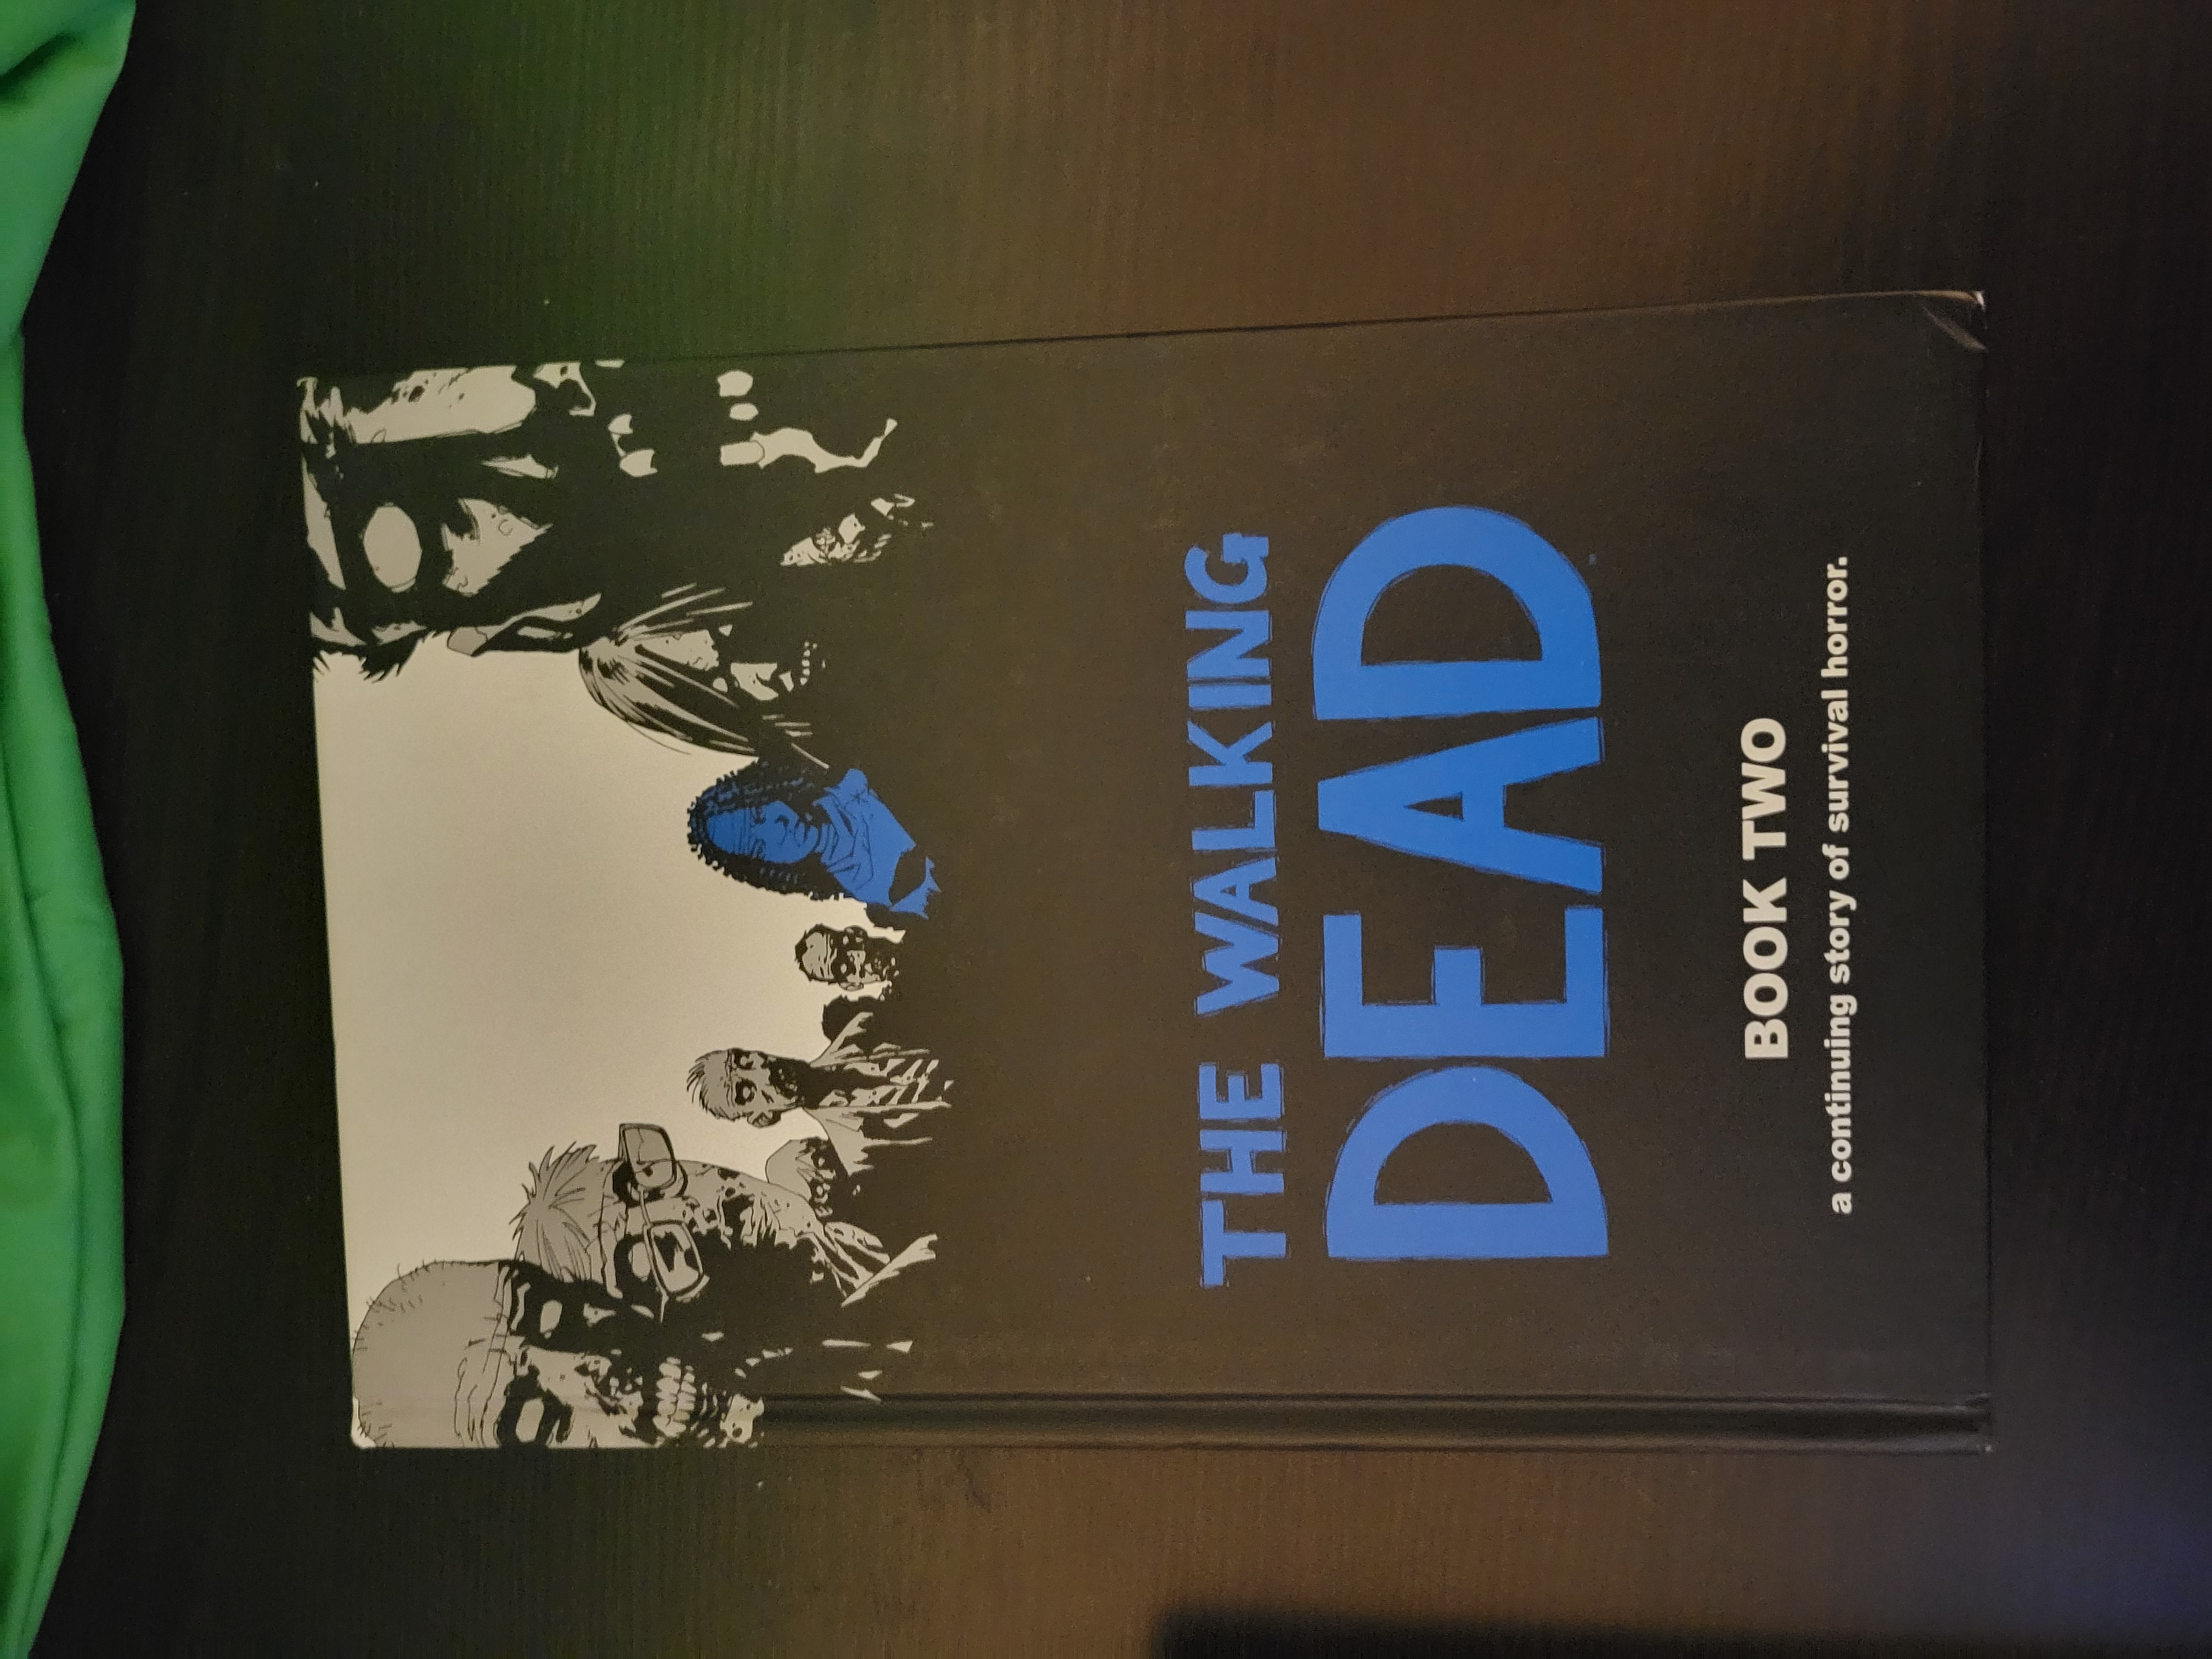 THE WALKING
DEAD
BOOK TWO
a continuing story of survival horror.